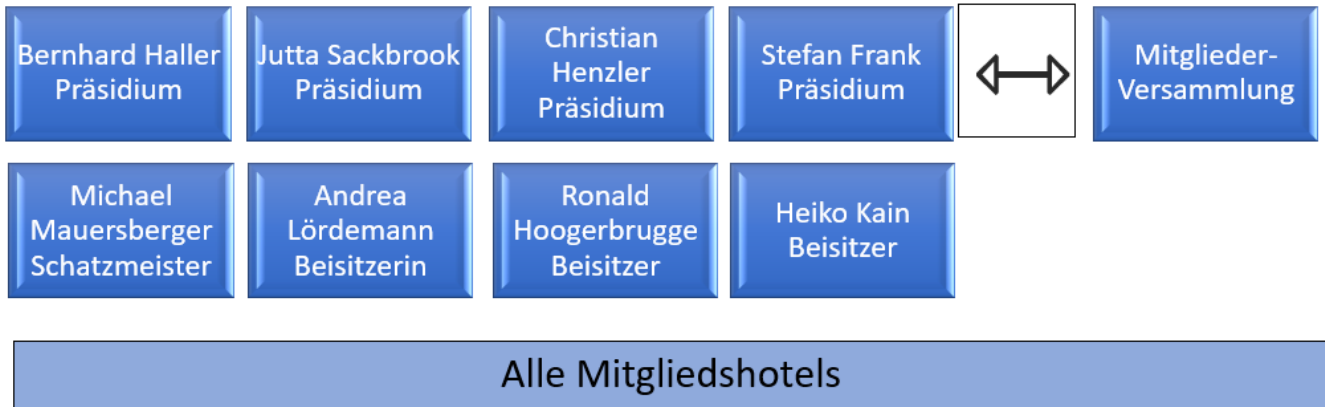 Bernhard Haller
Präsidium
Jutta Sackbrook
Präsidium
Christian
Henzler
Präsidium
Stefan Frank
Präsidium
Mitglieder-
Versammlung
Michael
Mauersberger
Schatzmeister
Andrea
Lördemann
Beisitzerin
Ronald
Hoogerbrugge
Beisitzer
Heiko Kain
Beisitzer
Alle Mitgliedshotels